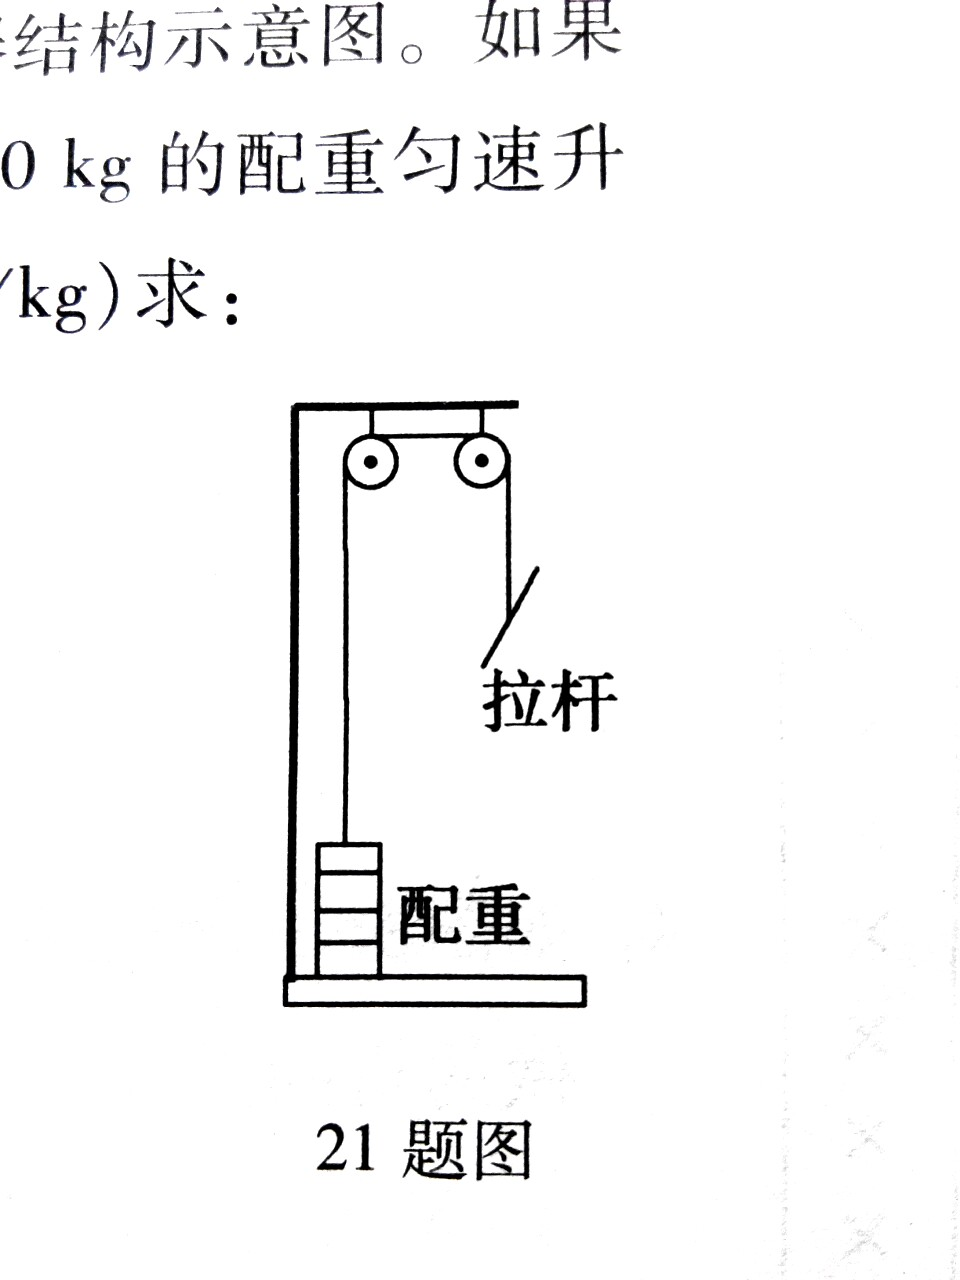 结构示意图。如果
0 kg 的配重匀速升
/kg)求：
拉杆
配重
21 题图